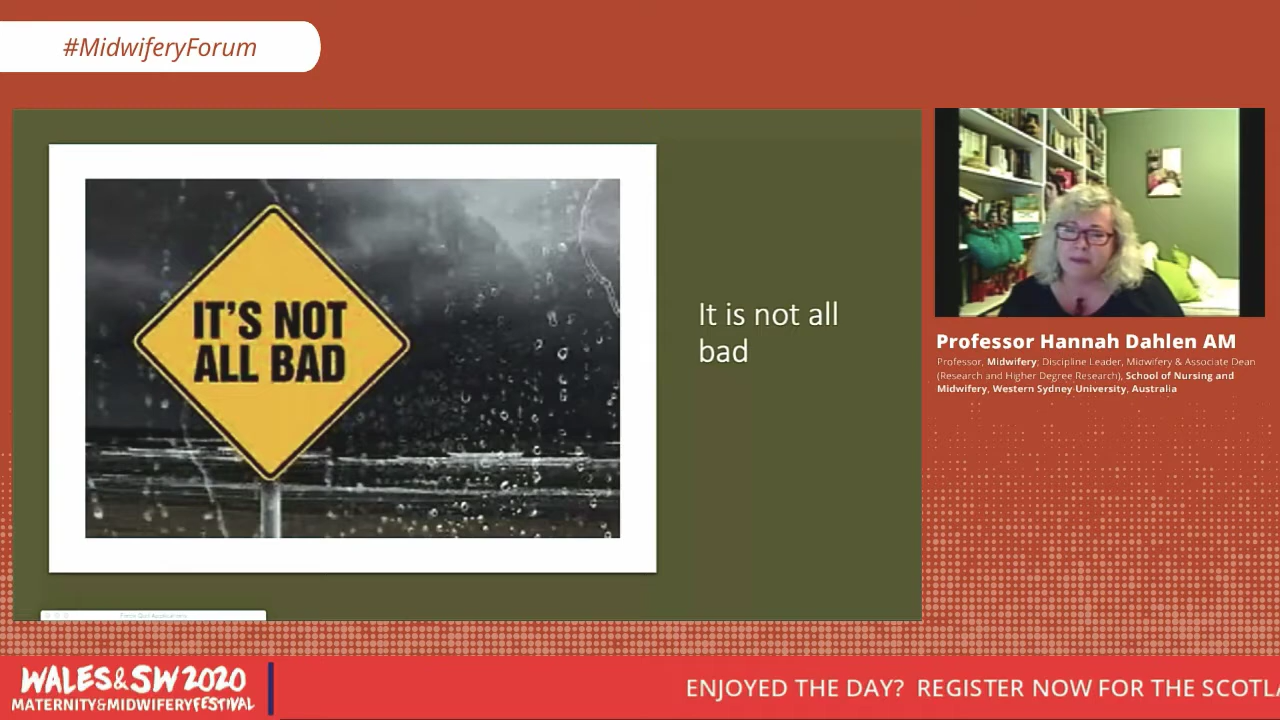 #MidwiferyForum
IT'S NOT
ALL BAD
It is not all
bad
Professor Hannah Dahlen AM
Professor, Midwifery; Discipline Leader, Midwifery & Associate Dean
(Research and Higher Degree Research), School of Nursing and
Midwifery, Western Sydney University, Australia
WALES&SW2020
MATERNITY&MIDWIFERYFESTIVAL
ENJOYED THE DAY? REGISTER NOW FOR THE SCOTLA